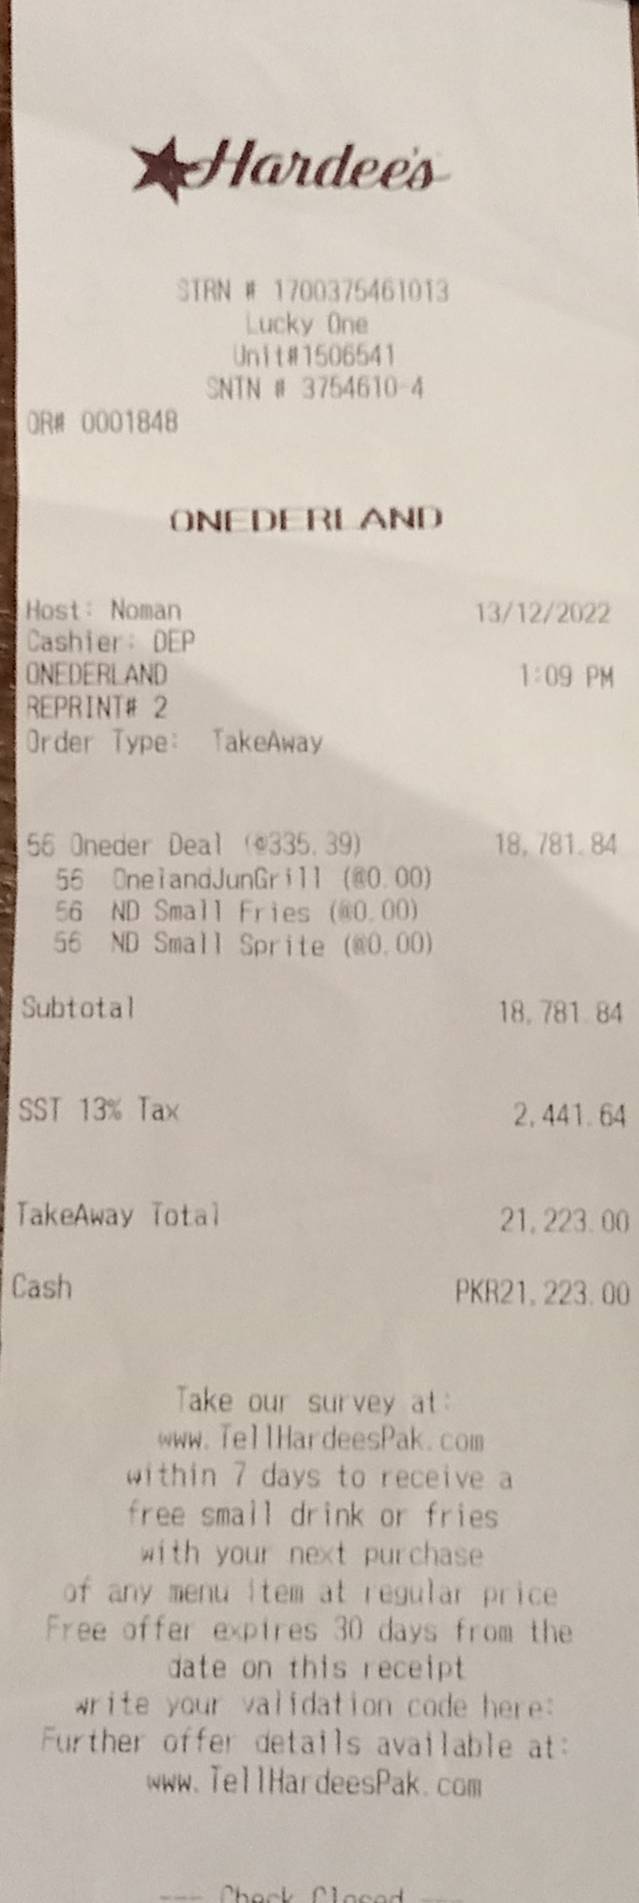 Hardee's
STRN # 1700375461013
Lucky One
Unit#1506541
SNTN # 3754610-4
OR# 0001848
ONEDERLAND
Host: Noman 13/12/2022
Cashier: DEP
ONEDERLAND 1:09 PM
REPRINT# 2
Order Type: TakeAway
56 Oneder Deal (@335.39) 18,781.84
56 OnelandJunGrill (@0.00)
56 ND Small Fries (@0.00)
56 ND Small Sprite (@0.00)
Subtotal 18,781.84
SST 13% Tax 2,441.64
TakeAway Total 21,223.00
Cash PKR21,223.00
Take our survey at:
www.TellHardeesPak.com
within 7 days to receive a
free small drink or fries
with your next purchase
of any menu item at regular price
Free offer expires 30 days from the
date on this receipt
write your validation code here:
Further offer details available at:
www.TellHardeesPak.com
--- Check Closed ---